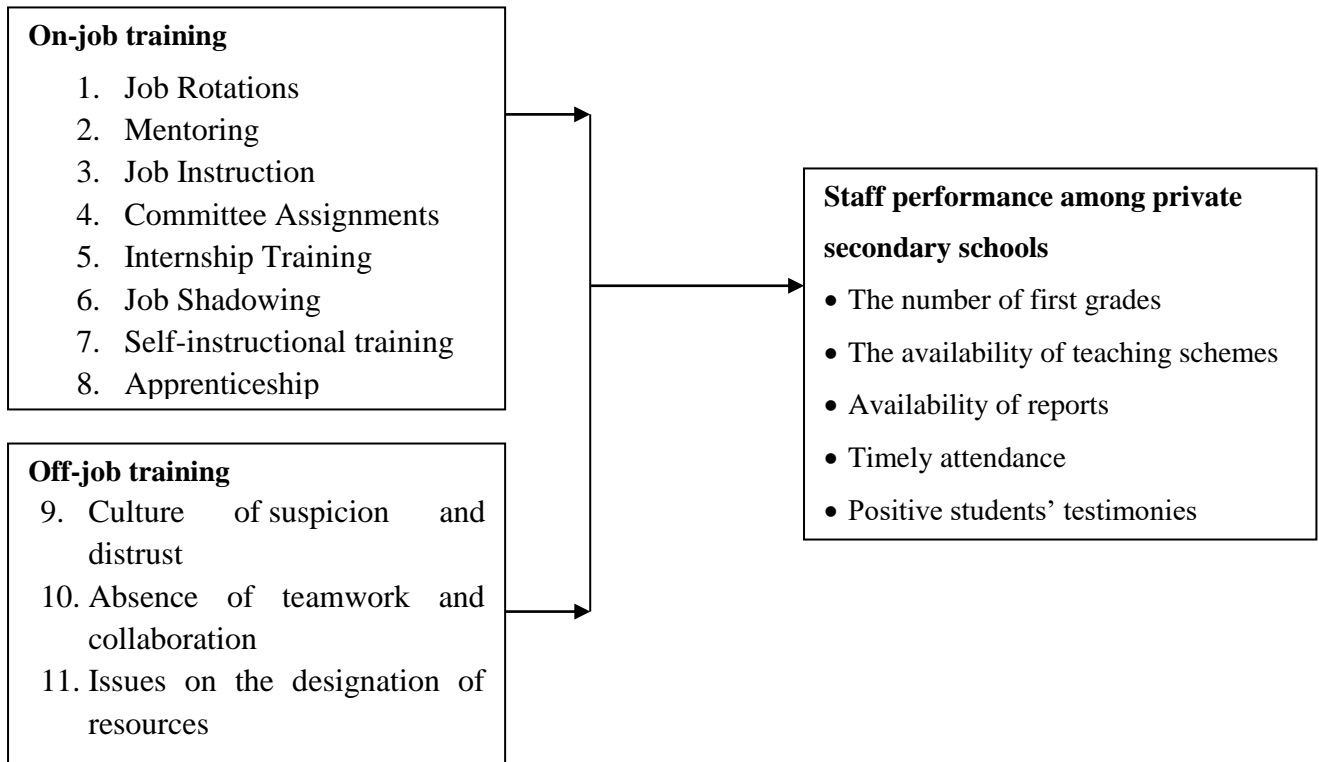 On-job training
1. Job Rotations
2. Mentoring
3. Job Instruction
4. Committee Assignments
5. Internship Training
6. Job Shadowing
7. Self-instructional training
8. Apprenticeship
Off-job training
9. Culture of suspicion and
distrust
10. Absence of teamwork and
collaboration
11. Issues on the designation of
resources
Staff performance among private
secondary schools
• The number of first grades
• The availability of teaching schemes
• Availability of reports
• Timely attendance
• Positive students’ testimonies